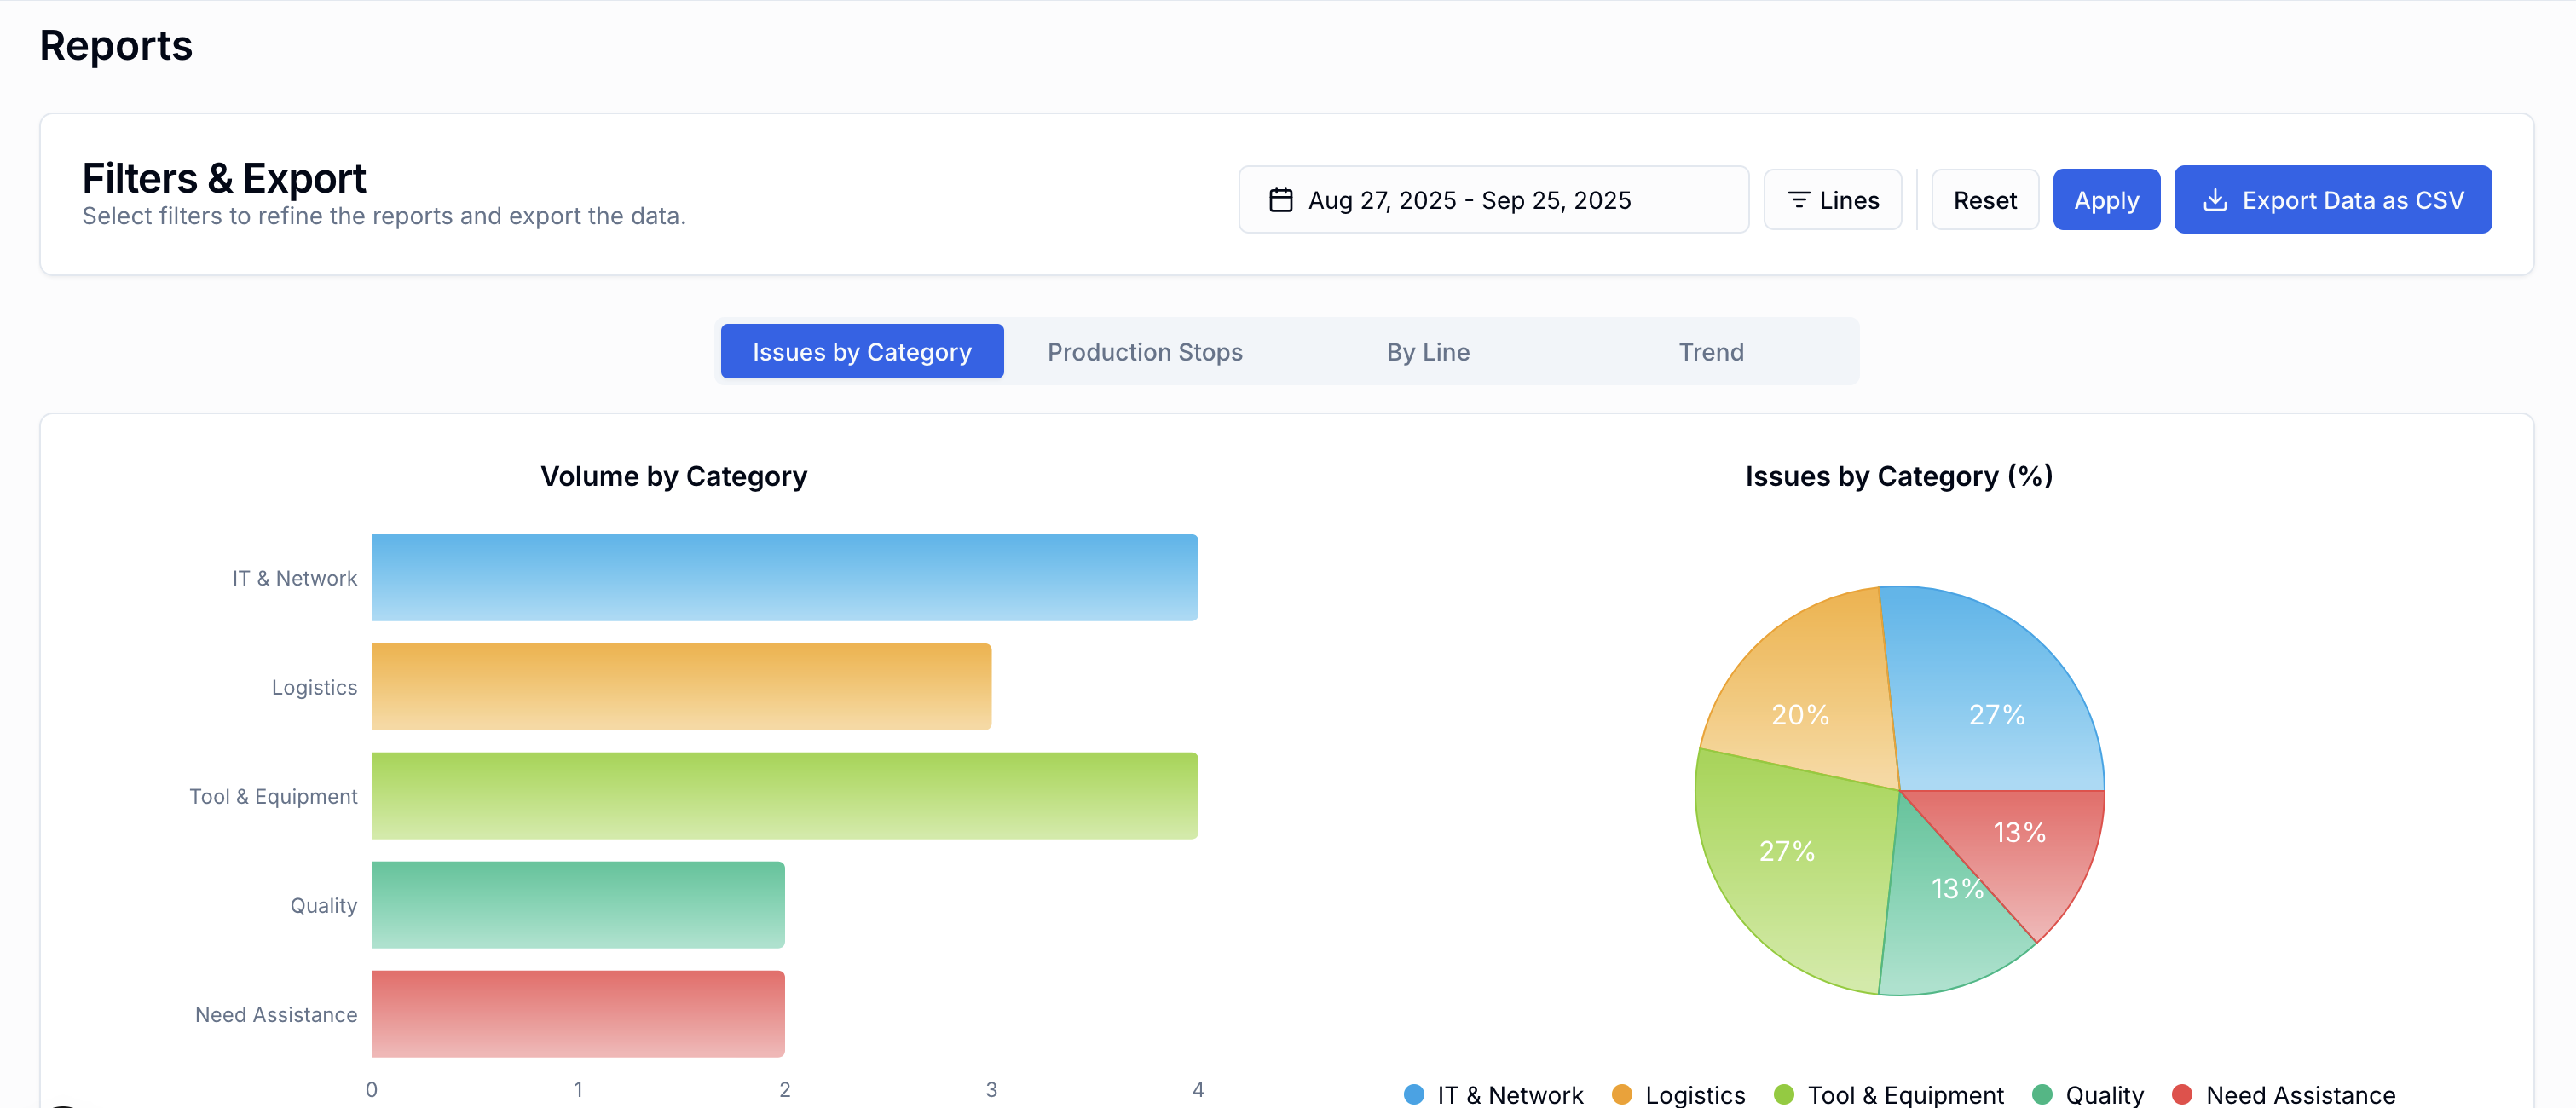 Reports
Filters & Export
Select filters to refine the reports and export the data.
Aug 27, 2025 - Sep 25, 2025
Lines
Reset
Apply
Export Data as CSV
Issues by Category
Production Stops
By Line
Trend
Volume by Category
IT & Network
Logistics
Tool & Equipment
Quality
Need Assistance
0 1 2 3 4
Issues by Category (%)
20%
27%
27%
13%
13%
IT & Network
Logistics
Tool & Equipment
Quality
Need Assistance